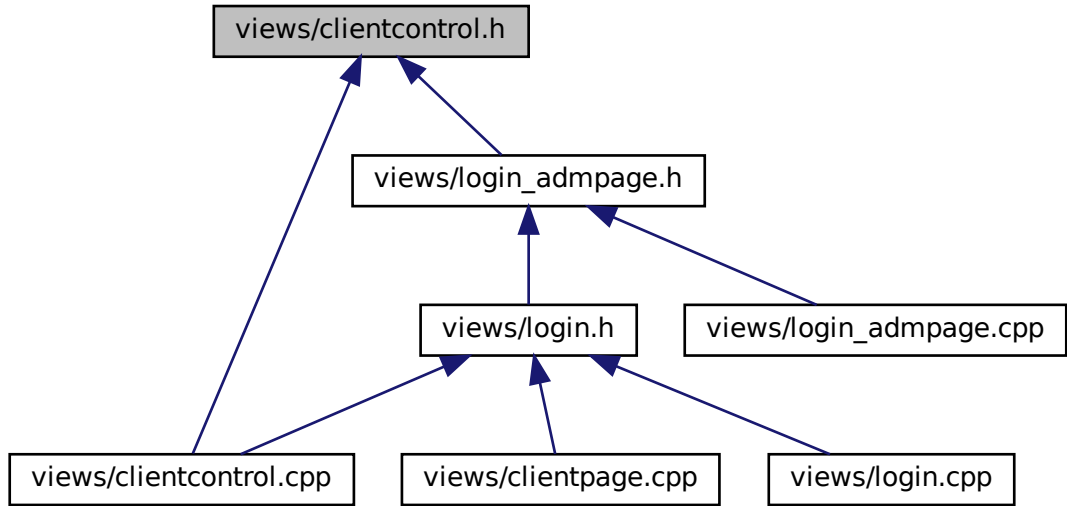 views/clientcontrol.h
views/login_admpage.h
views/login.h
views/login_admpage.cpp
views/clientcontrol.cpp
views/clientpage.cpp
views/login.cpp